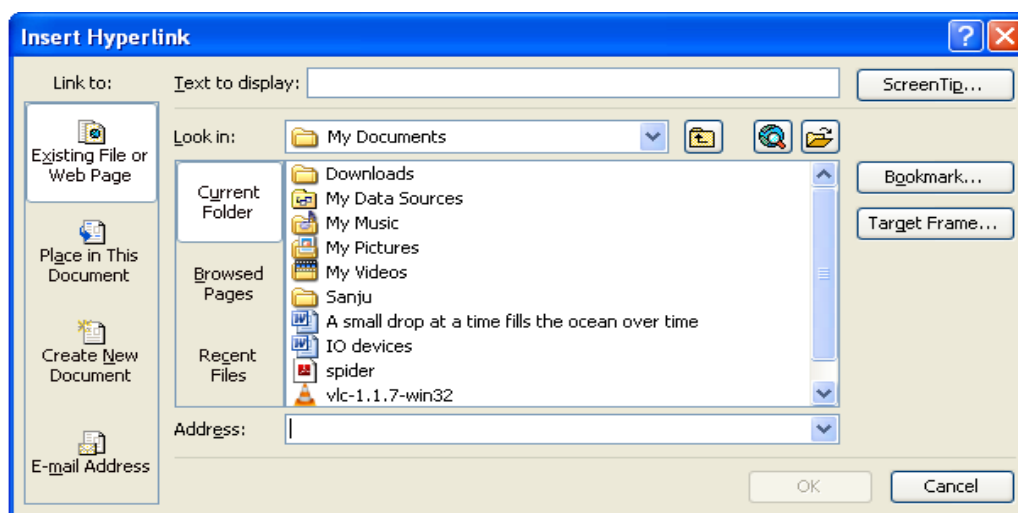 Insert Hyperlink
Link to:
Text to display:
ScreenTip...
Existing File or
Web Page
Look in:
My Documents
Current
Folder
Downloads
My Data Sources
My Music
My Pictures
My Videos
Sanju
A small drop at a time fills the ocean over time
IO devices
spider
vlc-1.1.7-win32
Bookmark...
Target Frame...
Place in This
Document
Browsed
Pages
Create New
Document
Recent
Files
E-mail Address
Address:
OK
Cancel